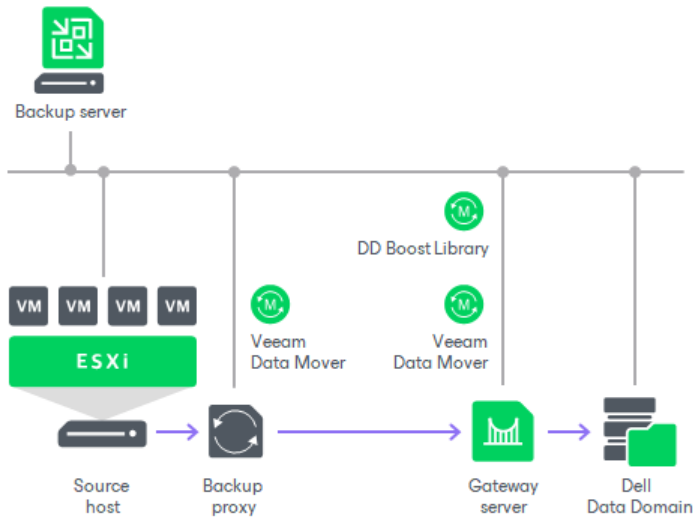 Backup server
M
DD Boost Library
VM VM VM VM
M
Veeam
Data Mover
M
Veeam
Data Mover
ESXi
Source
host
Backup
proxy
Gateway
server
Dell
Data Domain